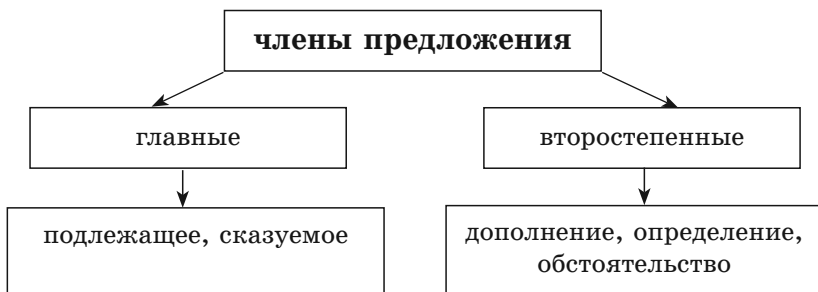 члены предложения
главные
второстепенные
подлежащее, сказуемое
дополнение, определение,
обстоятельство